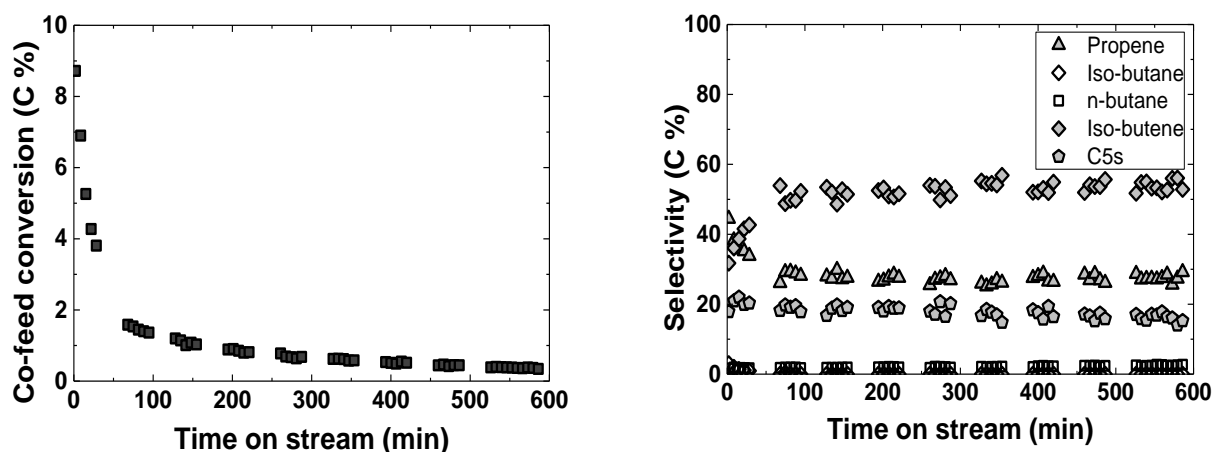 Co-feed conversion (C %)
10
8
6
4
2
0
0 100 200 300 400 500 600
Time on stream (min)
Selectivity (C %)
100
80
60
40
20
0
Propene
Iso-butane
n-butane
Iso-butene
C5s
0 100 200 300 400 500 600
Time on stream (min)